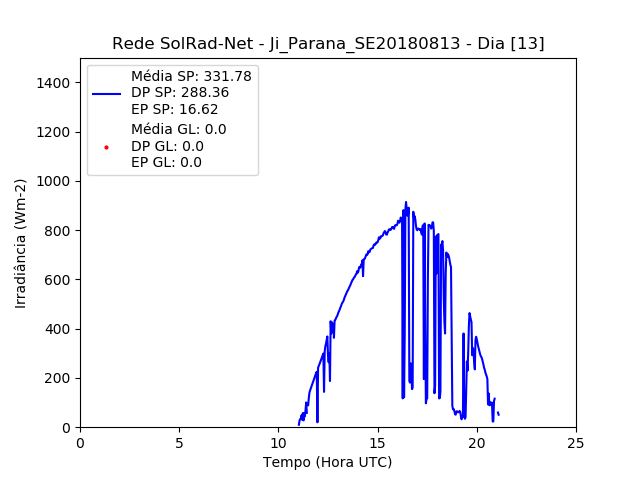 Rede SolRad-Net - Ji_Parana_SE20180813 - Dia [13]
Média SP: 331.78
DP SP: 288.36
EP SP: 16.62
Média GL: 0.0
DP GL: 0.0
EP GL: 0.0
Irradiância (Wm-2)
1400
1200
1000
800
600
400
200
0
0 5 10 15 20 25
Tempo (Hora UTC)